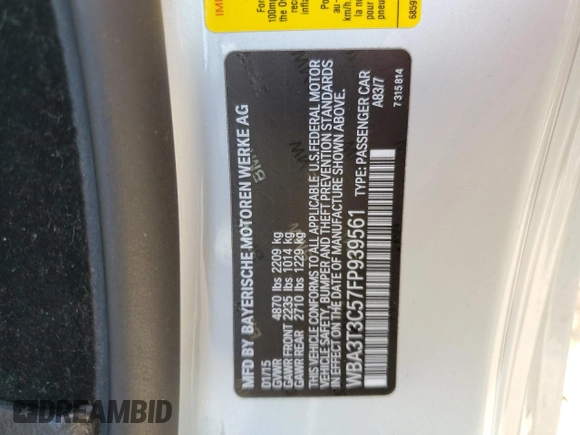 MFD BY BAYERISCHE MOTOREN WERKE AG
01/15
GVWR 4870 lbs 2209 kg
GAWR FRONT 2235 lbs 1014 kg
GAWR REAR 2710 lbs 1229 kg
THIS VEHICLE CONFORMS TO ALL APPLICABLE U.S.FEDERAL MOTOR
VEHICLE SAFETY, BUMPER AND THEFT PREVENTION STANDARDS
IN EFFECT ON THE DATE OF MANUFACTURE SHOWN ABOVE.
WBA3T3C57FP939561 TYPE: PASSENGER CAR
A83/7
7 315 814
6859
DREAMBID